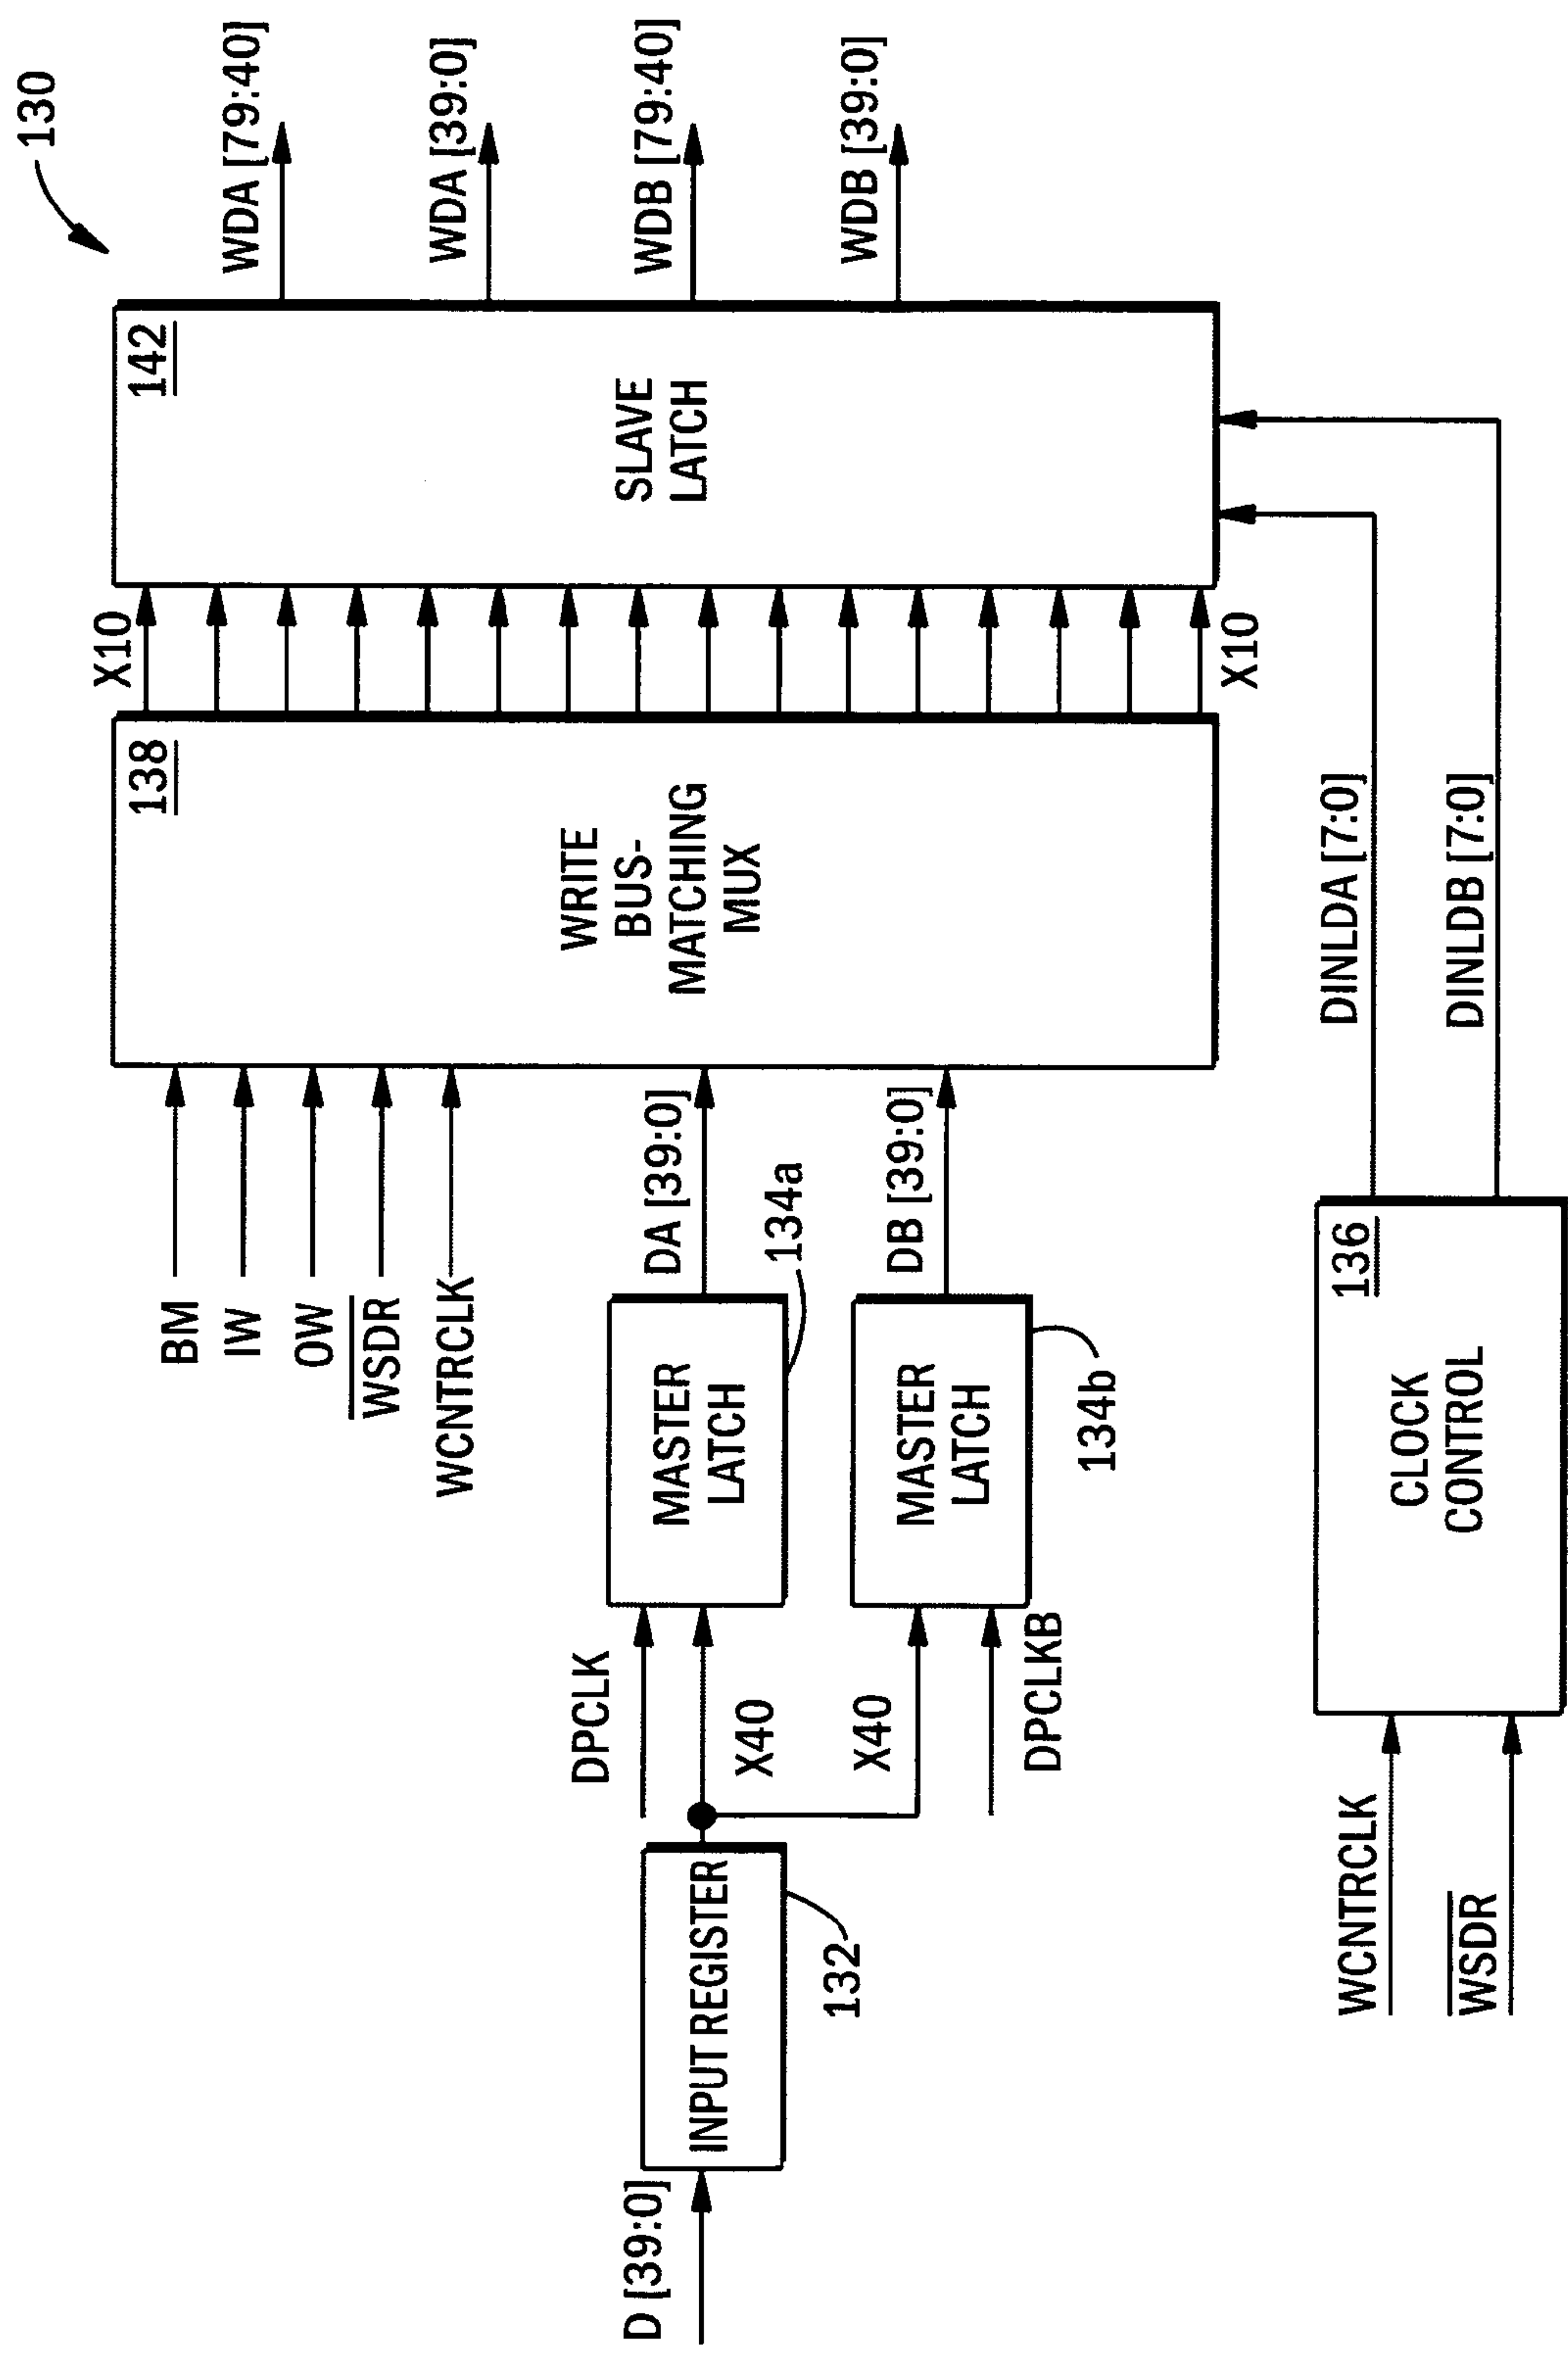 130
BM
IW
OW
WSDR
WCNTRCLK
138
WRITE
BUS-
MATCHING
MUX
X10
X10
142
SLAVE
LATCH
WDA [79:40]
WDA [39:0]
WDB [79:40]
WDB [39:0]
D [39:0]
INPUT REGISTER
132
DPCLK
X40
X40
DPCLKB
MASTER
LATCH
134a
DA [39:0]
MASTER
LATCH
134b
DB [39:0]
WCNTRCLK
WSDR
136
CLOCK
CONTROL
DINLDA [7:0]
DINLDB [7:0]